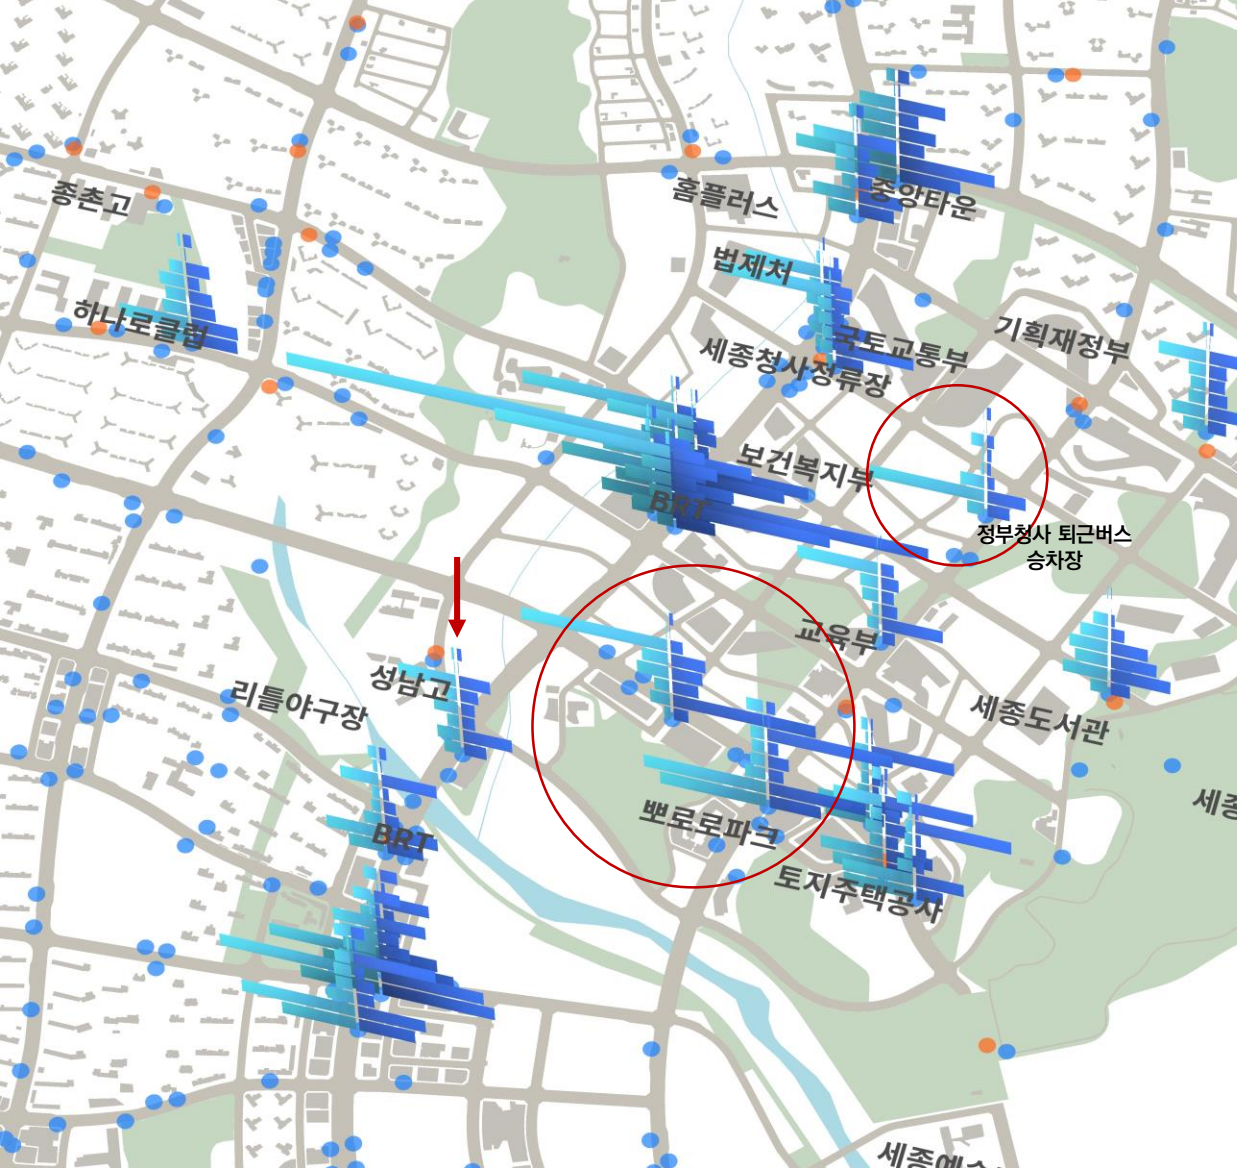 종촌고
홈플러스
중앙타운
법제처
하나로클럽
국토교통부
기획재정부
세종청사정류장
보건복지부
BRT
정부청사 퇴근버스
승차장
교육부
성남고
리틀야구장
세종도서관
BRT
뽀로로파크
토지주택공사